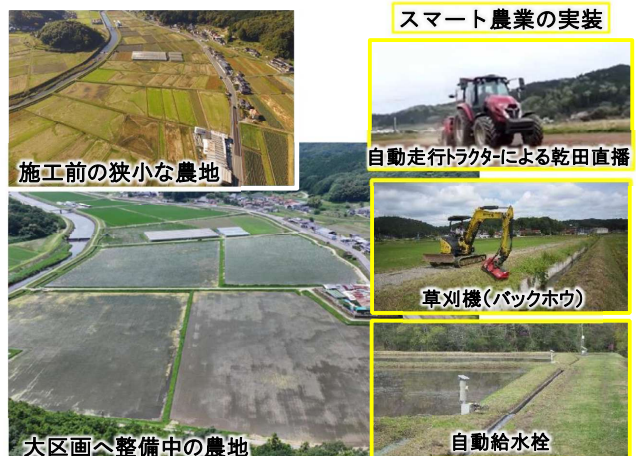 スマート農業の実装
施工前の狭小な農地
自動走行トラクターによる乾田直播
草刈機(バックホウ)
大区画へ整備中の農地
自動給水栓